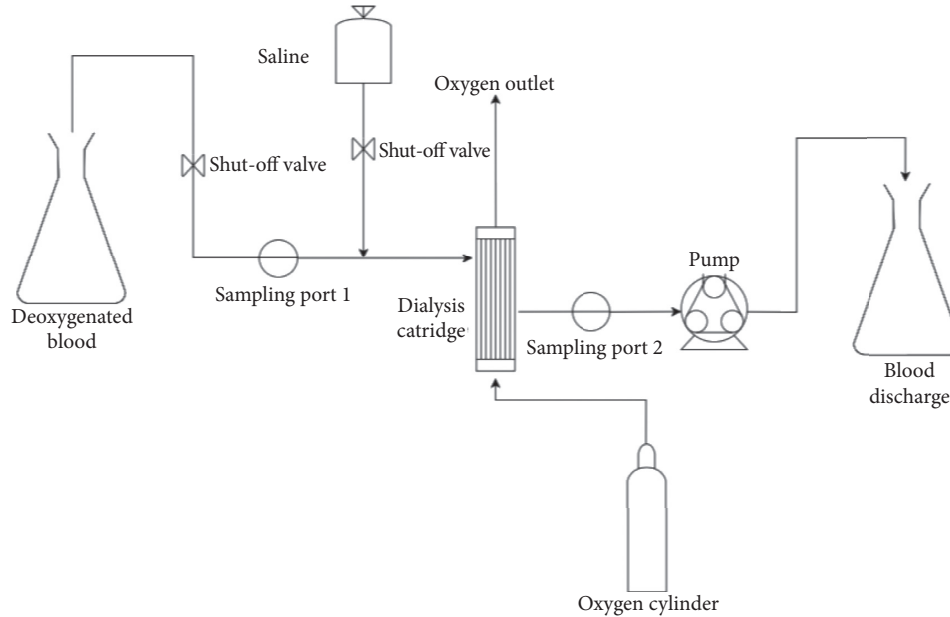 Saline
Oxygen outlet
Shut-off valve
Shut-off valve
Pump
Sampling port 1
Deoxygenated
blood
Dialysis
catridge
Sampling port 2
Blood
discharge
Oxygen cylinder